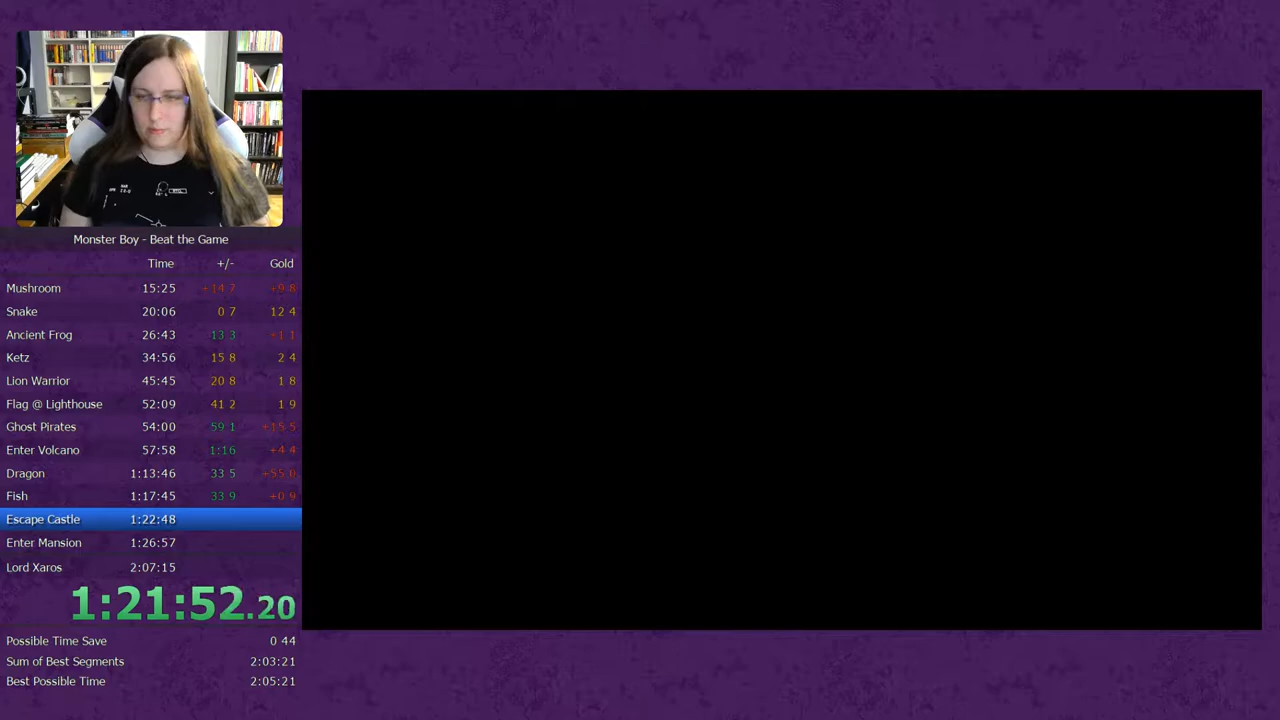 Monster Boy - Beat the Game
Time +/- Gold
Mushroom 15:25 +14 7 +9 8
Snake 20:06 0 7 12 4
Ancient Frog 26:43 13 3 +1 1
Ketz 34:56 15 8 2 4
Lion Warrior 45:45 20 8 1 8
Flag @ Lighthouse 52:09 41 2 1 9
Ghost Pirates 54:00 59 1 +15 5
Enter Volcano 57:58 1:16 +4 4
Dragon 1:13:46 33 5 +55 0
Fish 1:17:45 33 9 +0 9
Escape Castle 1:22:48
Enter Mansion 1:26:57
Lord Xaros 2:07:15
1:21:52.20
Possible Time Save 0 44
Sum of Best Segments 2:03:21
Best Possible Time 2:05:21